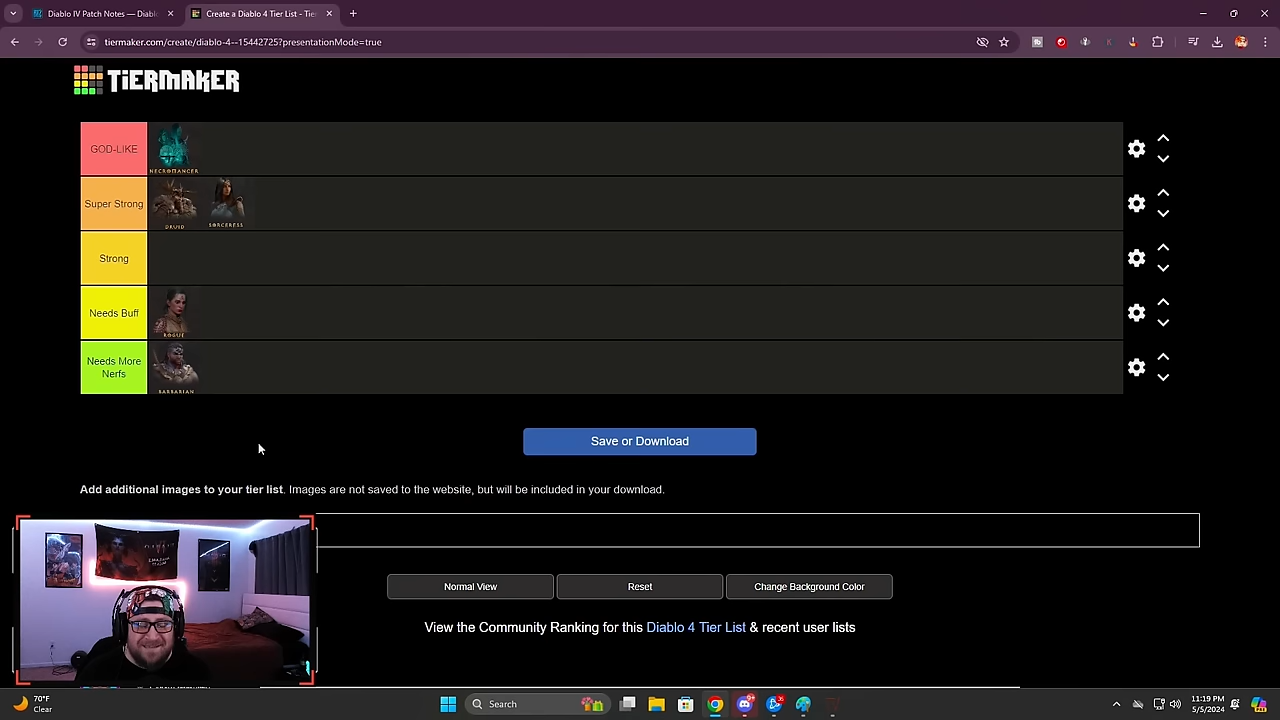 Diablo IV Patch Notes — Diablo
Create a Diablo 4 Tier List - Tie
tiermaker.com/create/diablo-4--15442725?presentationMode=true
TiERMAKER
GOD-LIKE
NECROMANCER
Super Strong
DRUID
SORCERESS
Strong
Needs Buff
ROGUE
Needs More
Nerfs
BARBARIAN
Save or Download
Add additional images to your tier list. Images are not saved to the website, but will be included in your download.
Normal View
Reset
Change Background Color
View the Community Ranking for this Diablo 4 Tier List & recent user lists
70°F
Clear
Search
11:19 PM
5/5/2024